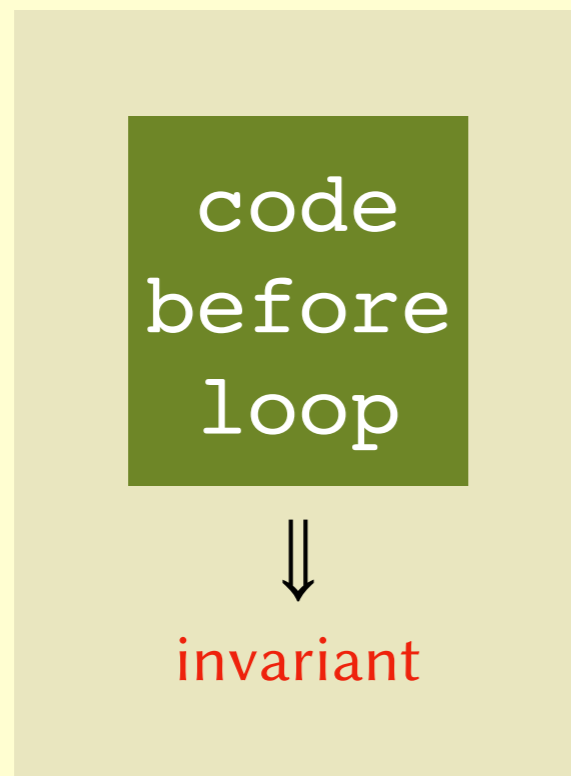 code
before
loop
⇓
invariant